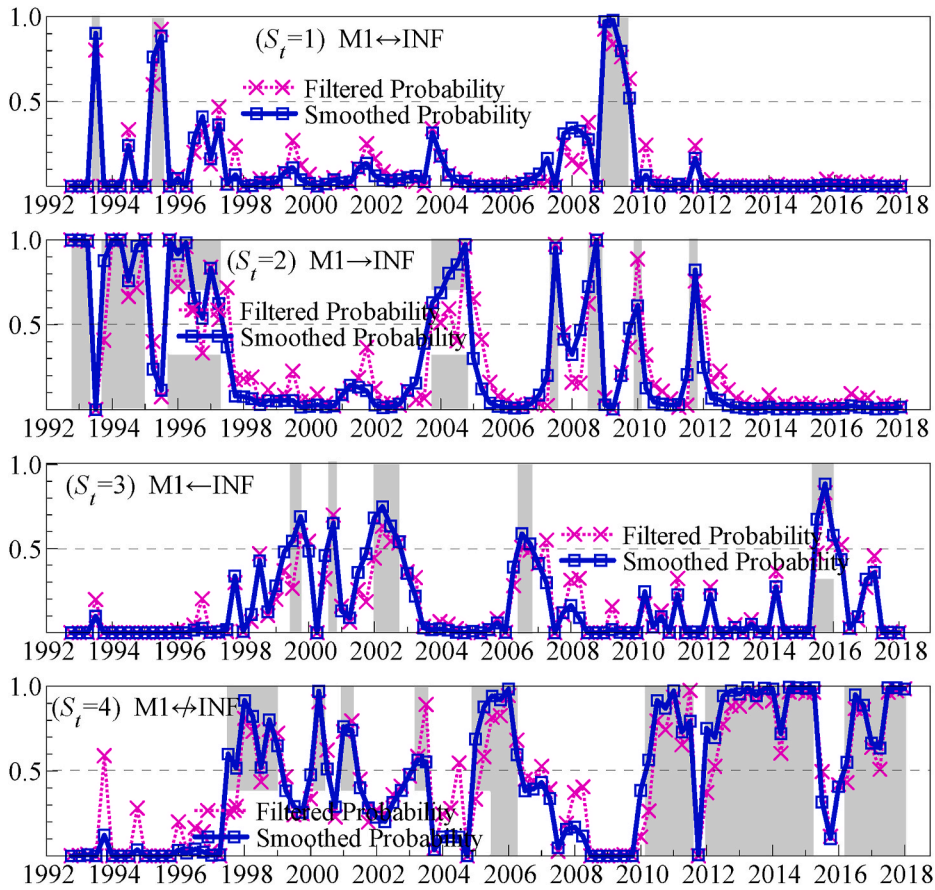 1.0
(St=1) M1↔INF
Filtered Probability
0.5
Smoothed Probability
1992 1994 1996 1998 2000 2002 2004 2006 2008 2010 2012 2014 2016 2018
1.0
(St=2) M1→INF
Filtered Probability
0.5
Smoothed Probability
1992 1994 1996 1998 2000 2002 2004 2006 2008 2010 2012 2014 2016 2018
1.0
(St=3) M1←INF
Filtered Probability
0.5
Smoothed Probability
1992 1994 1996 1998 2000 2002 2004 2006 2008 2010 2012 2014 2016 2018
1.0
(St=4) M1↮INF
0.5
Filtered Probability
Smoothed Probability
1992 1994 1996 1998 2000 2002 2004 2006 2008 2010 2012 2014 2016 2018